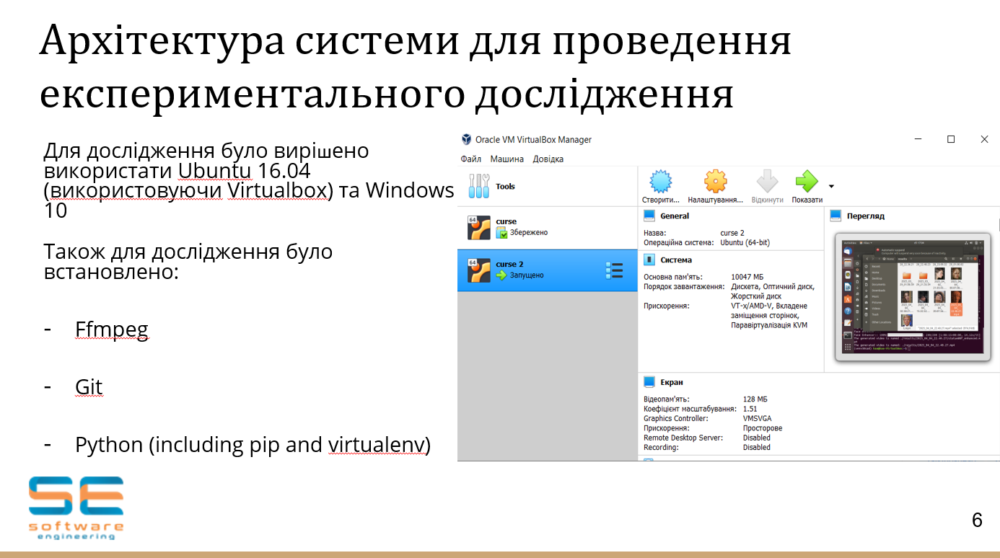 Архітектура системи для проведення
експериментального дослідження
Для дослідження було вирішено
використати Ubuntu 16.04
(використовуючи Virtualbox) та Windows
10
Також для дослідження було
встановлено:
- Ffmpeg
- Git
- Python (including pip and virtualenv)
Oracle VM VirtualBox Manager
Файл Машина Довідка
Tools
curse
Збережено
curse 2
Запущено
Створити... Налаштування... Відкинути Показати
General
Назва: curse 2
Операційна система: Ubuntu (64-bit)
Система
Основна пам'ять: 10047 МБ
Порядок завантаження: Дискета, Оптичний диск,
Жорсткий диск
Прискорення: VT-x/AMD-V, Вкладене
заміщення сторінок,
Паравіртуалізація KVM
Перегляд
Екран
Відеопам'ять: 128 МБ
Коефіцієнт масштабування: 1.51
Graphics Controller: VMSVGA
Прискорення: Просторове
Remote Desktop Server: Disabled
Recording: Disabled
SE
software
engineering
6